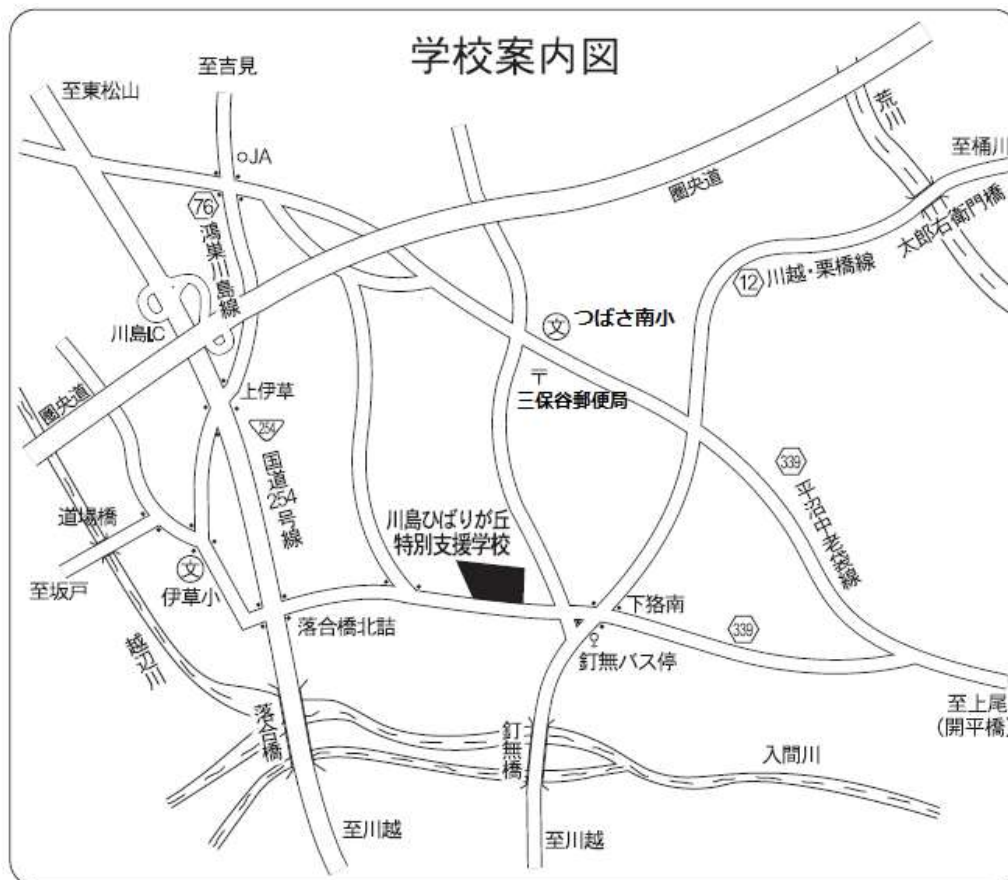 学校案内図
至吉見
至東松山
JA
荒川
至桶川
圏央道
76
鴻巣川島線
太郎右衛門橋
12
川越・栗橋線
文
つばさ南小
川島I.C
〒
三保谷郵便局
圏央道
上伊草
254
国道254号線
339
平沼中老袋線
川島ひばりが丘
特別支援学校
道場橋
至坂戸
文
伊草小
下狢南
落合橋北詰
339
釘無バス停
越辺川
至上尾
(開平橋)
落合橋
釘無橋
入間川
至川越
至川越